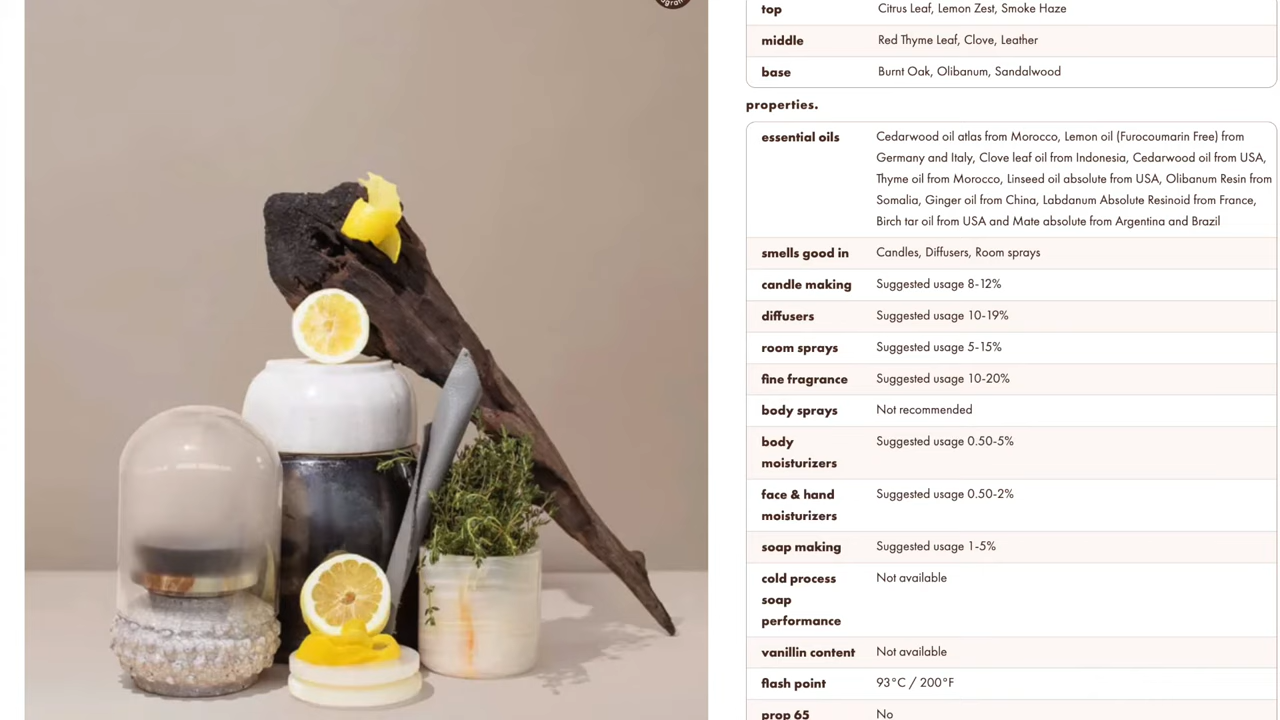 top Citrus Leaf, Lemon Zest, Smoke Haze
middle Red Thyme Leaf, Clove, Leather
base Burnt Oak, Olibanum, Sandalwood
properties.
essential oils Cedarwood oil atlas from Morocco, Lemon oil (Furocoumarin Free) from
Germany and Italy, Clove leaf oil from Indonesia, Cedarwood oil from USA,
Thyme oil from Morocco, Linseed oil absolute from USA, Olibanum Resin from
Somalia, Ginger oil from China, Labdanum Absolute Resinoid from France,
Birch tar oil from USA and Mate absolute from Argentina and Brazil
smells good in Candles, Diffusers, Room sprays
candle making Suggested usage 8-12%
diffusers Suggested usage 10-19%
room sprays Suggested usage 5-15%
fine fragrance Suggested usage 10-20%
body sprays Not recommended
body Suggested usage 0.50-5%
moisturizers
face & hand Suggested usage 0.50-2%
moisturizers
soap making Suggested usage 1-5%
cold process Not available
soap
performance
vanillin content Not available
flash point 93°C / 200°F
prop 65 No